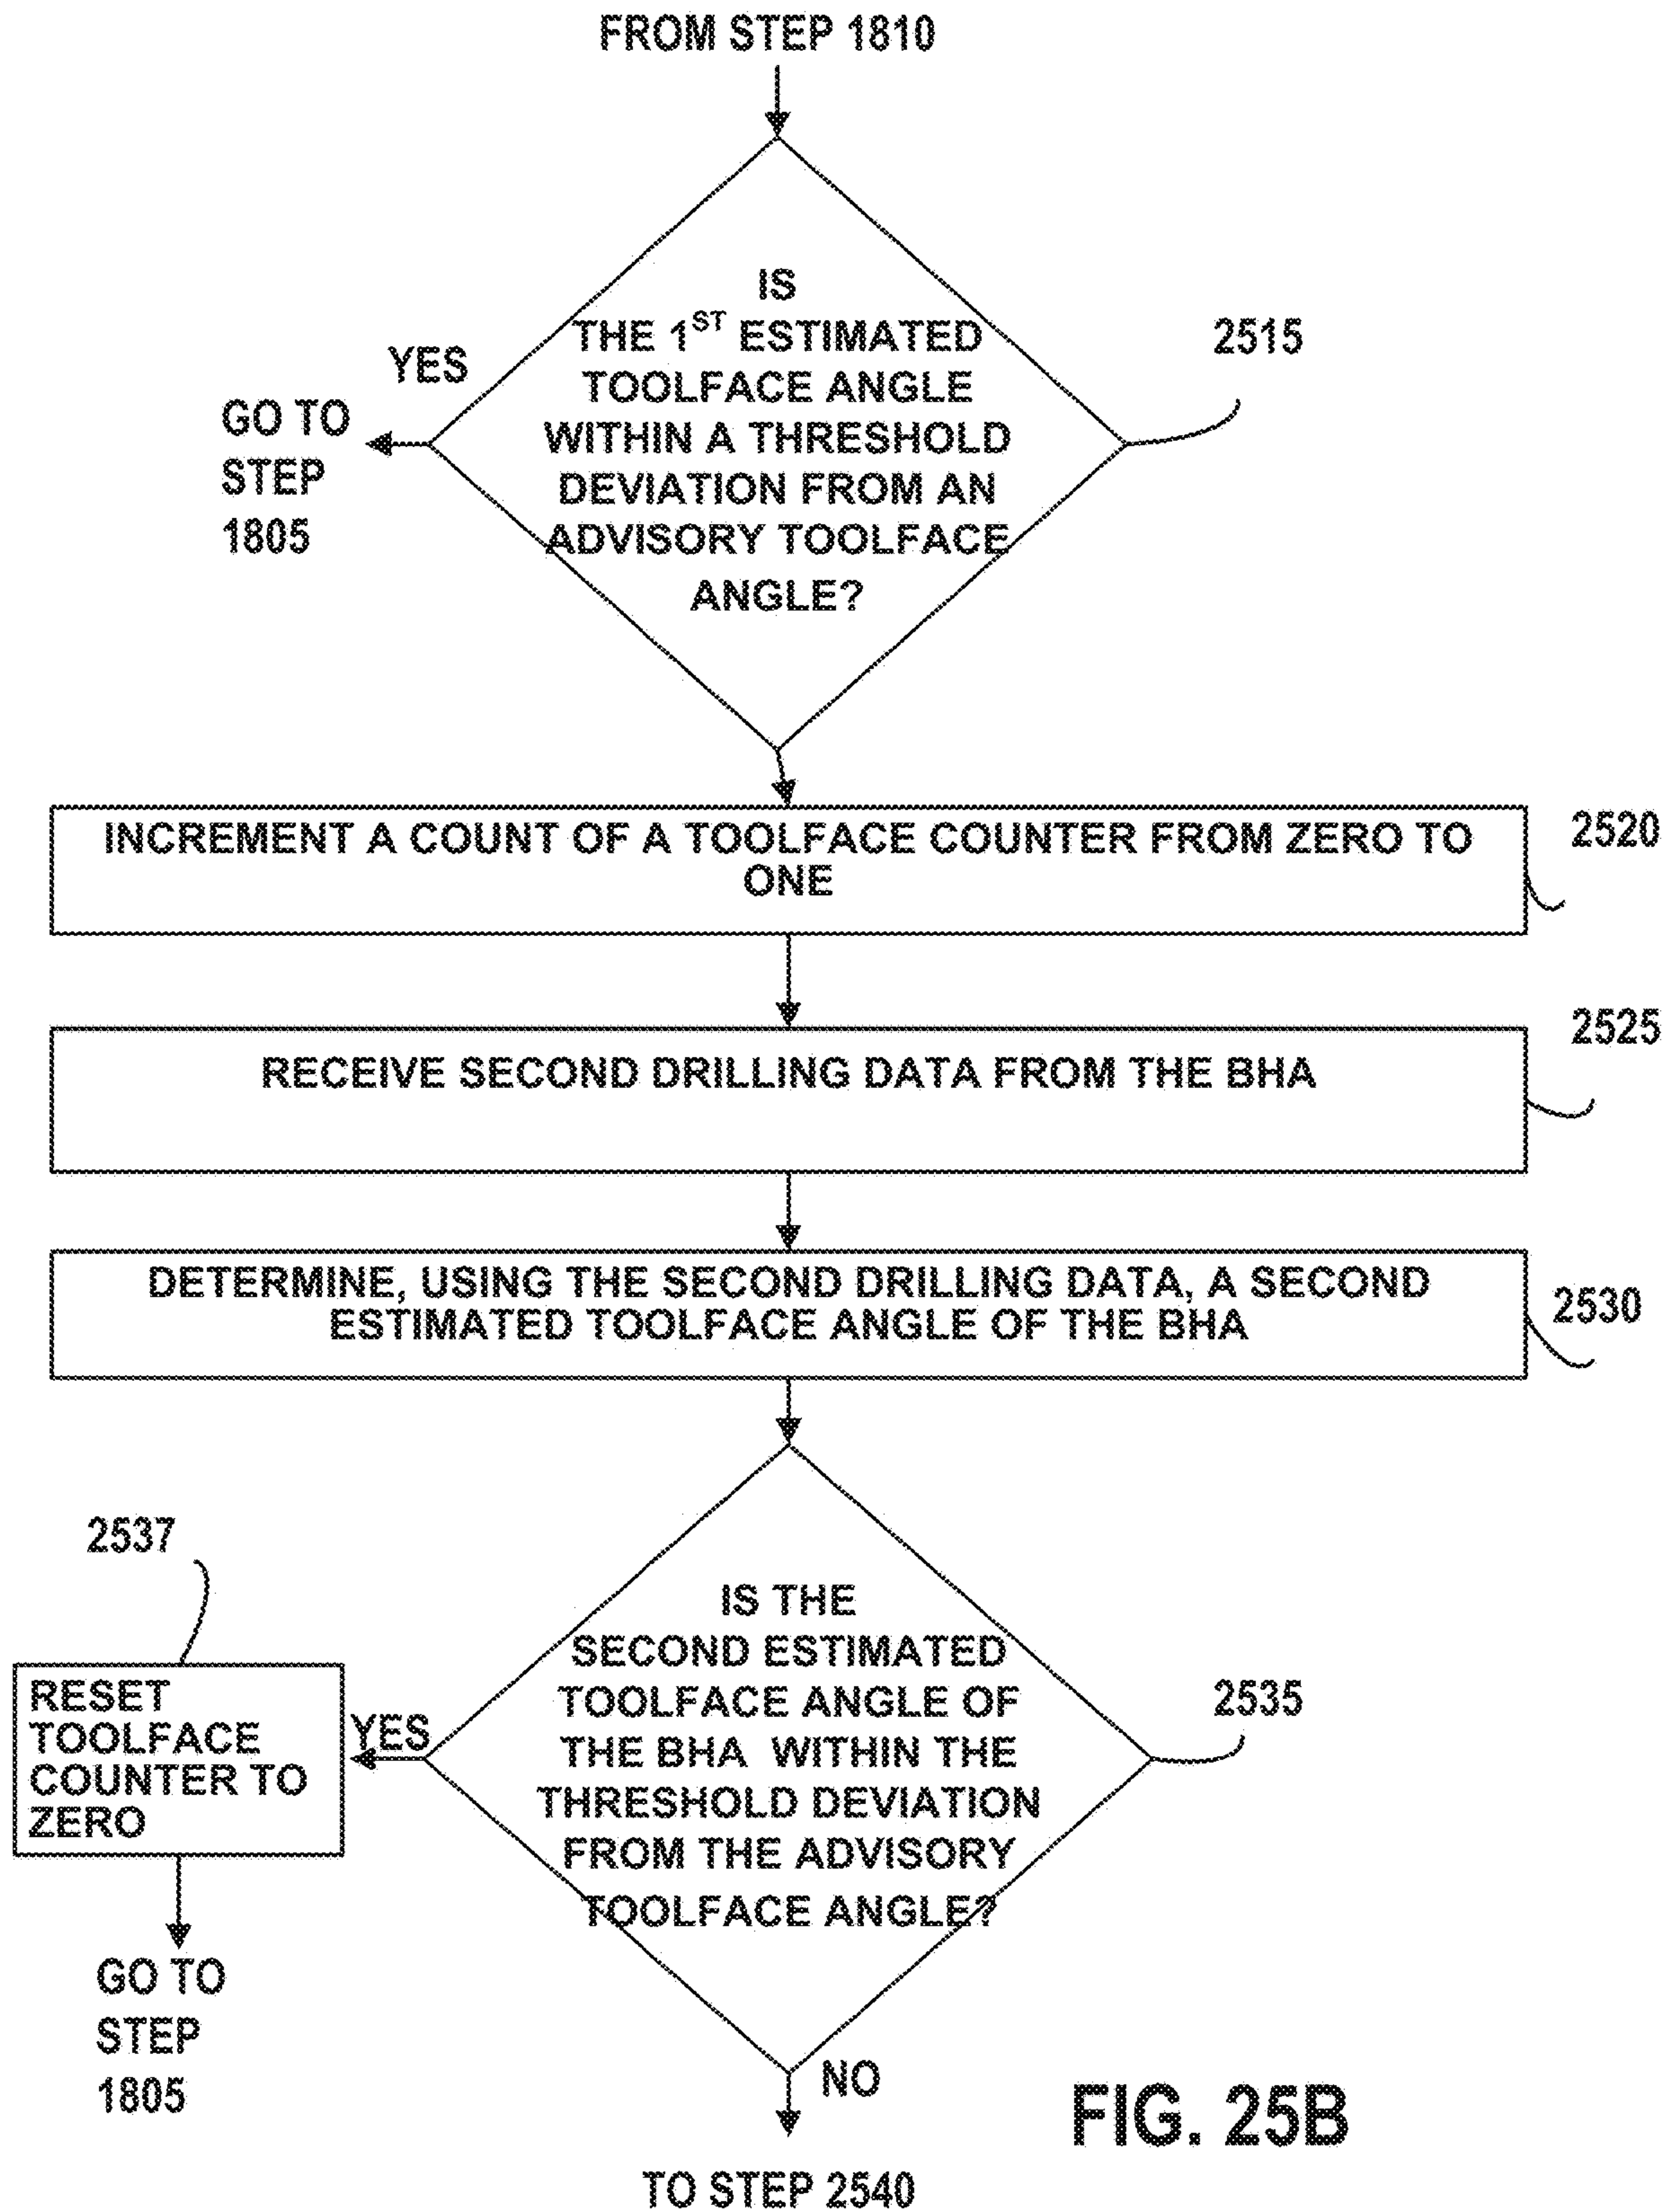 FROM STEP 1810
IS
THE 1ST ESTIMATED
TOOLFACE ANGLE
WITHIN A THRESHOLD
DEVIATION FROM AN
ADVISORY TOOLFACE
ANGLE?
2515
YES
GO TO
STEP
1805
INCREMENT A COUNT OF A TOOLFACE COUNTER FROM ZERO TO
ONE
2520
RECEIVE SECOND DRILLING DATA FROM THE BHA
2525
DETERMINE, USING THE SECOND DRILLING DATA, A SECOND
ESTIMATED TOOLFACE ANGLE OF THE BHA
2530
IS THE
SECOND ESTIMATED
TOOLFACE ANGLE OF
THE BHA WITHIN THE
THRESHOLD DEVIATION
FROM THE ADVISORY
TOOLFACE ANGLE?
2535
YES
2537
RESET
TOOLFACE
COUNTER TO
ZERO
GO TO
STEP
1805
NO
TO STEP 2540
FIG. 25B